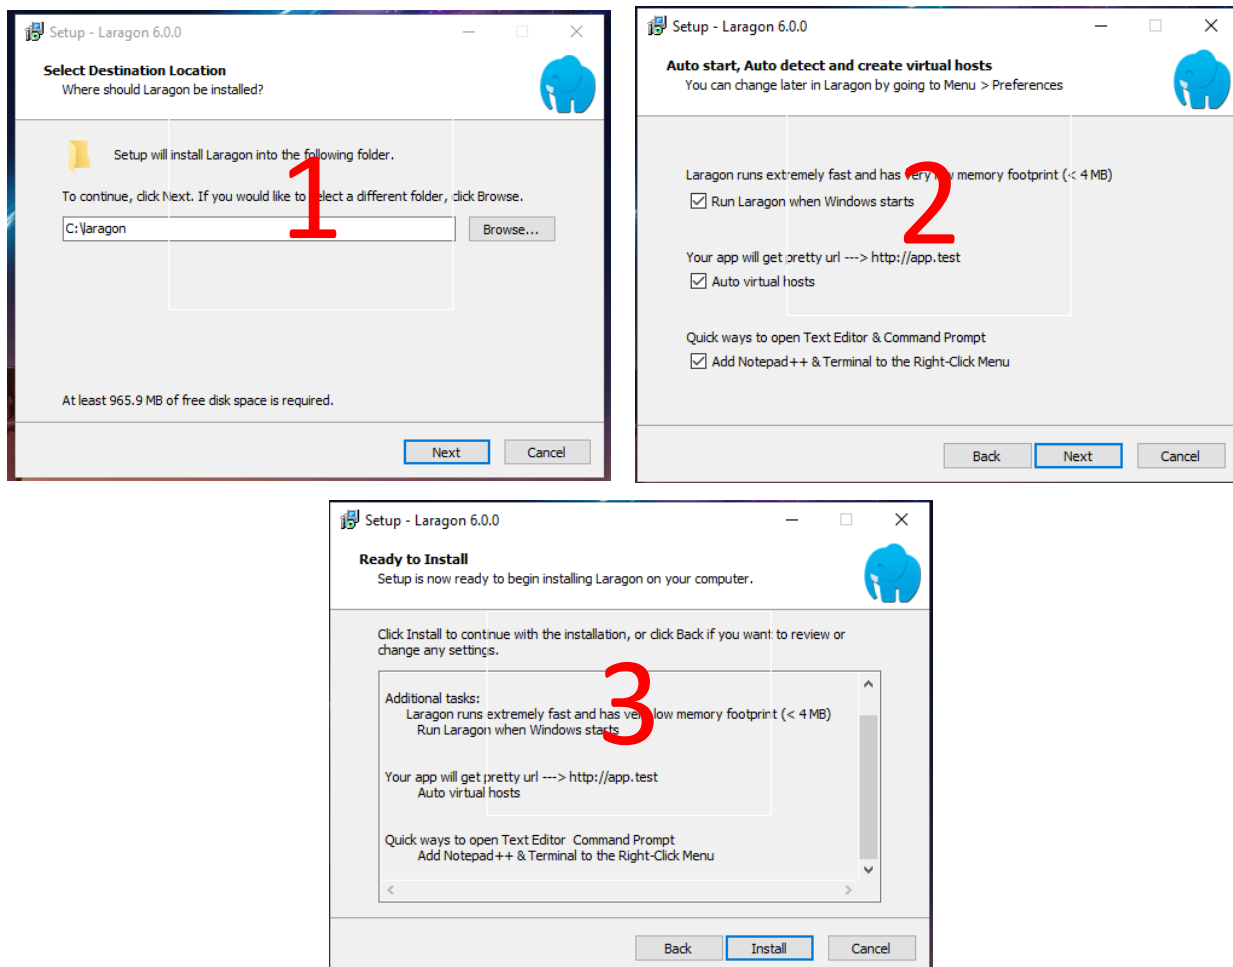 Setup - Laragon 6.0.0
Select Destination Location
Where should Laragon be installed?
Setup will install Laragon into the following folder.
To continue, click Next. If you would like to select a different folder, click Browse.
C:\laragon
Browse...
At least 965.9 MB of free disk space is required.
Next Cancel
1
Setup - Laragon 6.0.0
Auto start, Auto detect and create virtual hosts
You can change later in Laragon by going to Menu > Preferences
Laragon runs extremely fast and has very low memory footprint (< 4 MB)
Run Laragon when Windows starts
Your app will get pretty url ---> http://app.test
Auto virtual hosts
Quick ways to open Text Editor & Command Prompt
Add Notepad++ & Terminal to the Right-Click Menu
Back Next Cancel
2
Setup - Laragon 6.0.0
Ready to Install
Setup is now ready to begin installing Laragon on your computer.
Click Install to continue with the installation, or click Back if you want to review or
change any settings.
Additional tasks:
Laragon runs extremely fast and has very low memory footprint (< 4 MB)
Run Laragon when Windows starts
Your app will get pretty url ---> http://app.test
Auto virtual hosts
Quick ways to open Text Editor  Command Prompt
Add Notepad++ & Terminal to the Right-Click Menu
Back Install Cancel
3